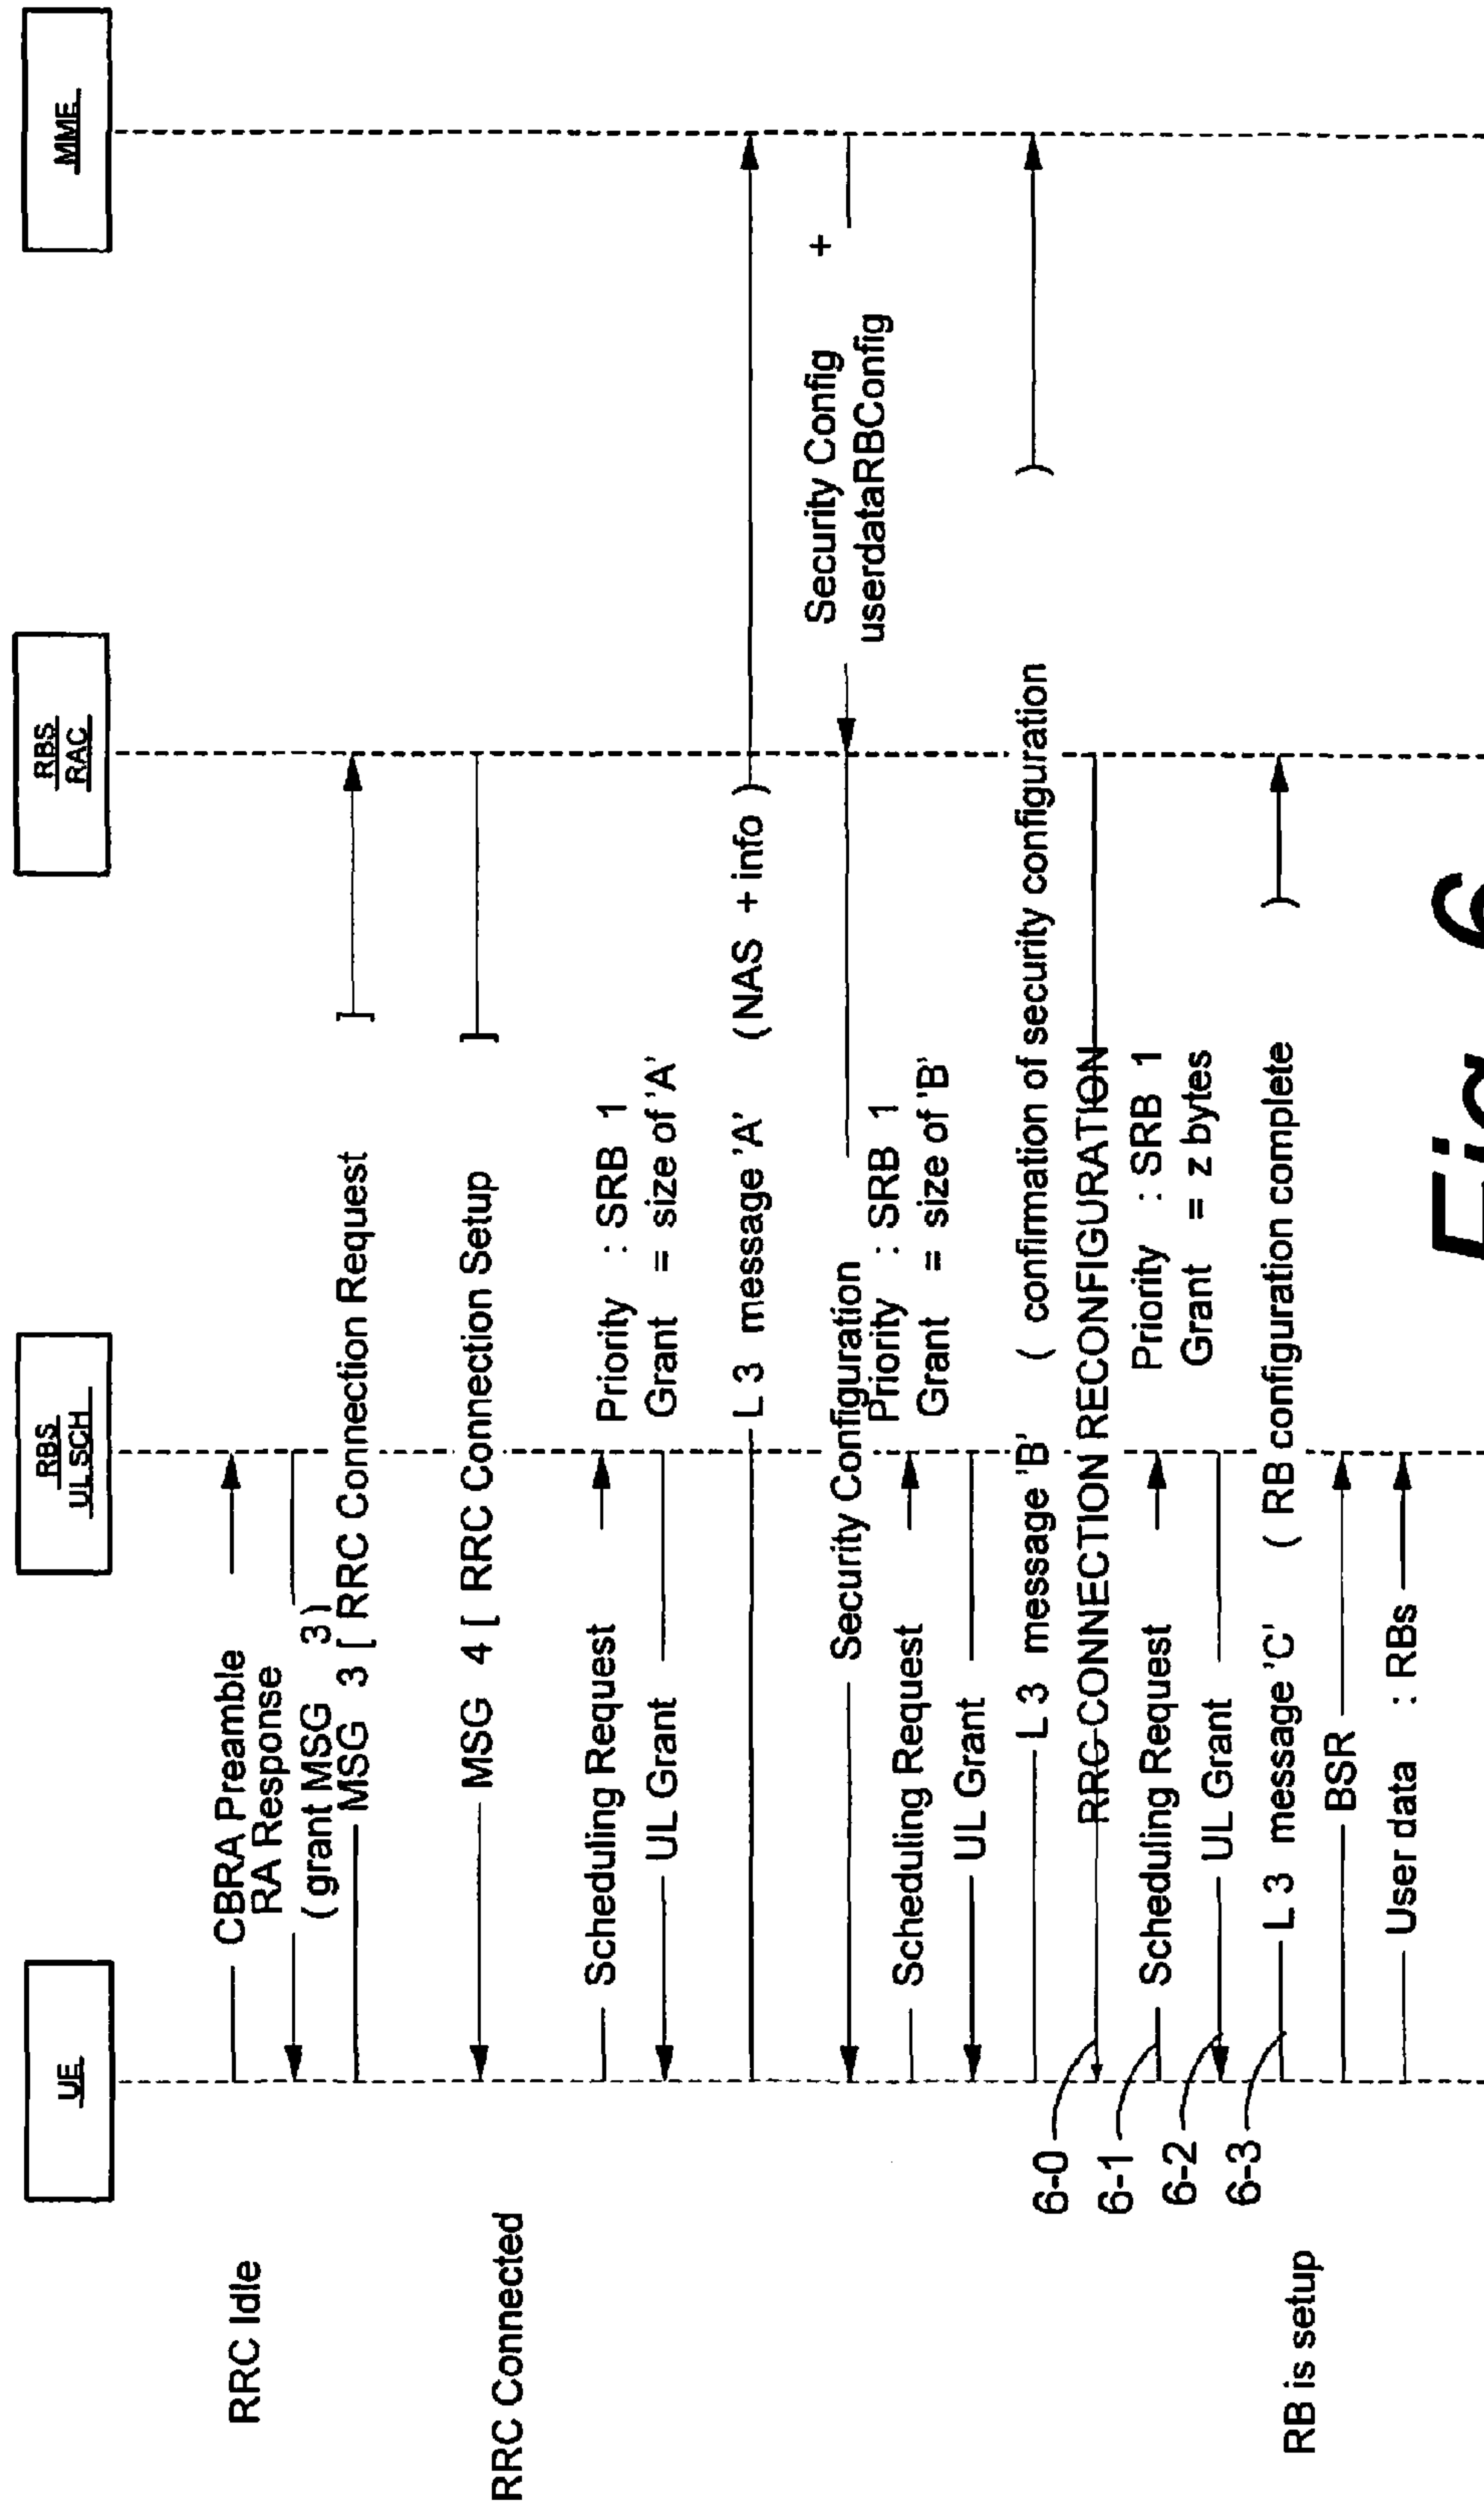 UE
RBS
UL SCH
RBS
RAC
MME
RRC Idle
CBRA Preamble
RA Response
( grant MSG 3)
MSG 3 [ RRC Connection Request ]
MSG 4 [ RRC Connection Setup ]
RRC Connected
Scheduling Request
Priority : SRB 1
UL Grant
Grant = size of 'A'
L 3 message 'A' (NAS + info )
Security Config +
userdataRBConfig
Security Configuration
Priority : SRB 1
Scheduling Request
Grant = size of 'B'
UL Grant
L 3 message 'B' ( confirmation of security configuration )
6-0
RRC CONNECTION RECONFIGURATION
6-1
Scheduling Request
Priority : SRB 1
6-2
UL Grant
Grant = z bytes
6-3
L 3 message 'C' ( RB configuration complete )
RB is setup
BSR
User data : RBs
Fig. 6